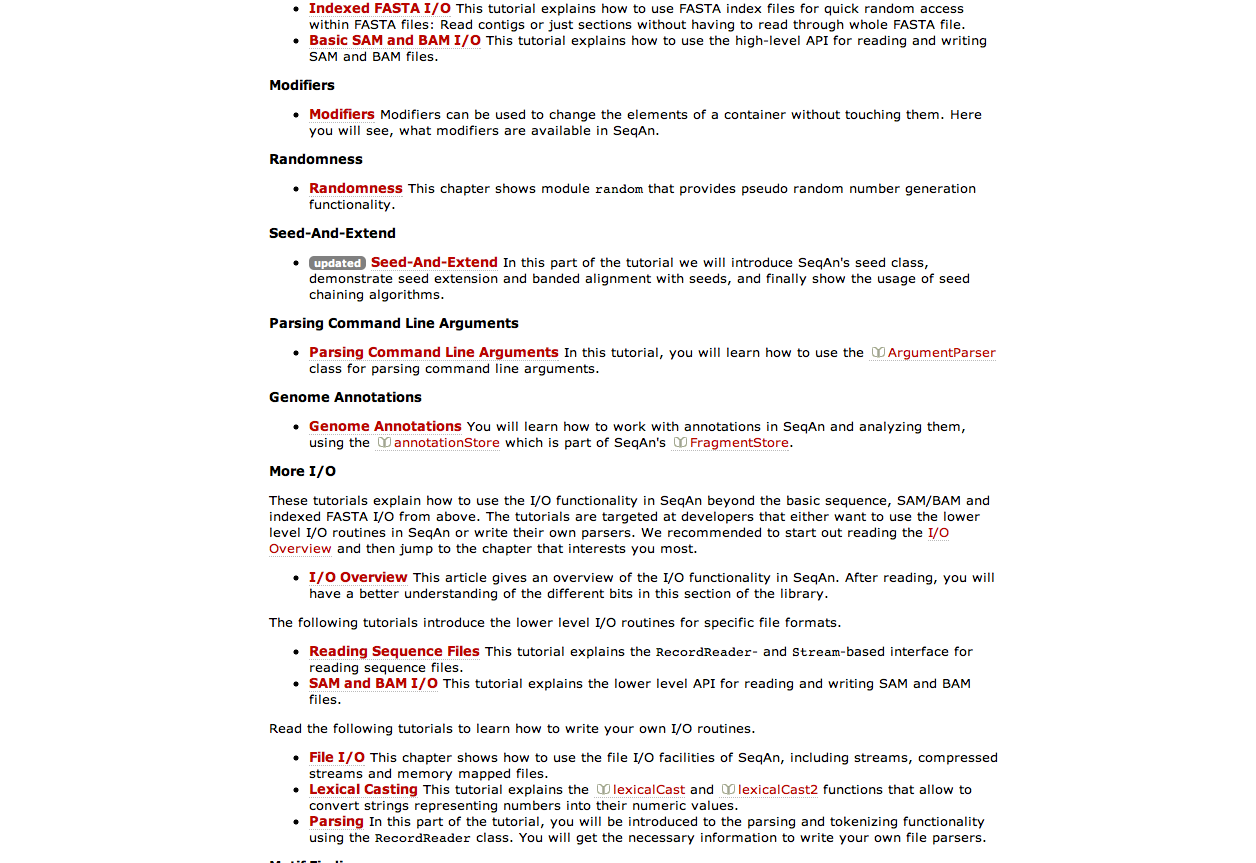 Indexed FASTA I/O This tutorial explains how to use FASTA index files for quick random access
within FASTA files: Read contigs or just sections without having to read through whole FASTA file.
Basic SAM and BAM I/O This tutorial explains how to use the high-level API for reading and writing
SAM and BAM files.
Modifiers
Modifiers Modifiers can be used to change the elements of a container without touching them. Here
you will see, what modifiers are available in SeqAn.
Randomness
Randomness This chapter shows module random that provides pseudo random number generation
functionality.
Seed-And-Extend
updated Seed-And-Extend In this part of the tutorial we will introduce SeqAn's seed class,
demonstrate seed extension and banded alignment with seeds, and finally show the usage of seed
chaining algorithms.
Parsing Command Line Arguments
Parsing Command Line Arguments In this tutorial, you will learn how to use the ArgumentParser
class for parsing command line arguments.
Genome Annotations
Genome Annotations You will learn how to work with annotations in SeqAn and analyzing them,
using the annotationStore which is part of SeqAn's FragmentStore.
More I/O
These tutorials explain how to use the I/O functionality in SeqAn beyond the basic sequence, SAM/BAM and
indexed FASTA I/O from above. The tutorials are targeted at developers that either want to use the lower
level I/O routines in SeqAn or write their own parsers. We recommended to start out reading the I/O
Overview and then jump to the chapter that interests you most.
I/O Overview This article gives an overview of the I/O functionality in SeqAn. After reading, you will
have a better understanding of the different bits in this section of the library.
The following tutorials introduce the lower level I/O routines for specific file formats.
Reading Sequence Files This tutorial explains the RecordReader- and Stream-based interface for
reading sequence files.
SAM and BAM I/O This tutorial explains the lower level API for reading and writing SAM and BAM
files.
Read the following tutorials to learn how to write your own I/O routines.
File I/O This chapter shows how to use the file I/O facilities of SeqAn, including streams, compressed
streams and memory mapped files.
Lexical Casting This tutorial explains the lexicalCast and lexicalCast2 functions that allow to
convert strings representing numbers into their numeric values.
Parsing In this part of the tutorial, you will be introduced to the parsing and tokenizing functionality
using the RecordReader class. You will get the necessary information to write your own file parsers.